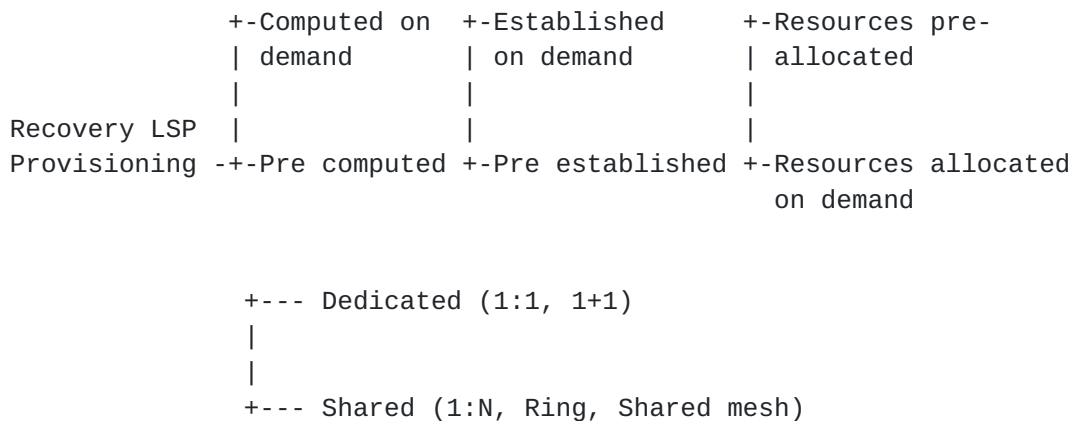 +-Computed on  +-Established     +-Resources pre-
| demand       | on demand       | allocated
|              |                 |
Recovery LSP  |              |                 |
Provisioning -+-Pre computed +-Pre established +-Resources allocated
on demand
+--- Dedicated (1:1, 1+1)
|
|
+--- Shared (1:N, Ring, Shared mesh)